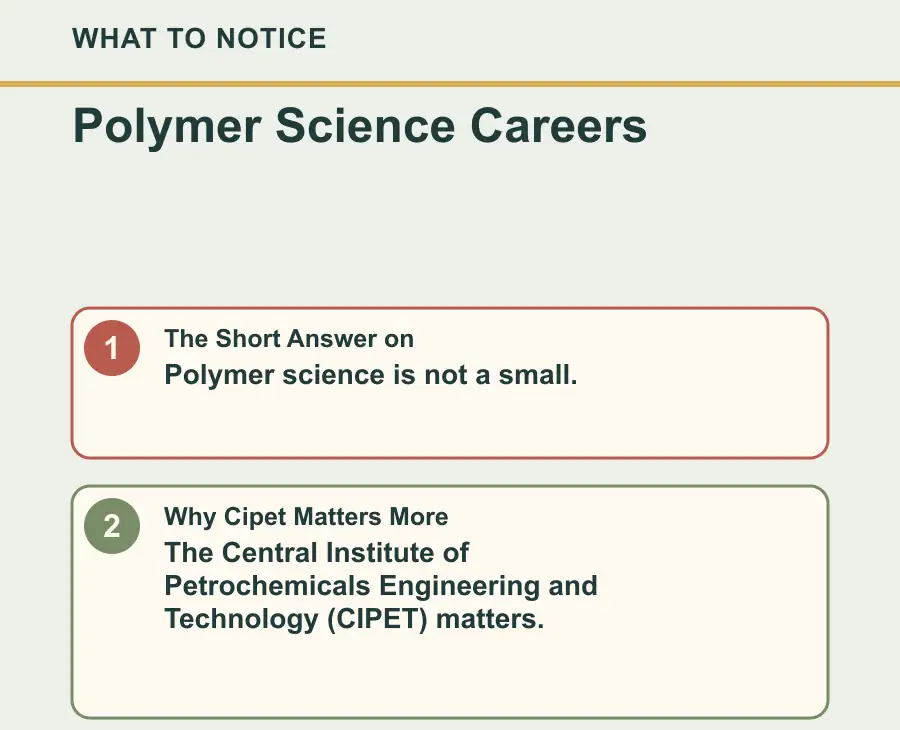 WHAT TO NOTICE
Polymer Science Careers
1
The Short Answer on
Polymer science is not a small.
2
Why Cipet Matters More
The Central Institute of
Petrochemicals Engineering and
Technology (CIPET) matters.